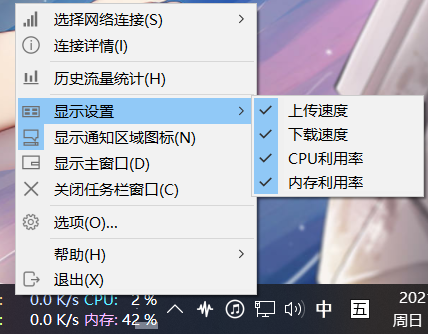 选择网络连接(S)
连接详情(I)
历史流量统计(H)
显示设置
上传速度
下载速度
CPU利用率
内存利用率
显示通知区域图标(N)
显示主窗口(D)
关闭任务栏窗口(C)
选项(O)...
帮助(H)
退出(X)
: 0.0 K/s CPU: 2 %
: 0.0 K/s 内存: 42 %
中
五
202
周日